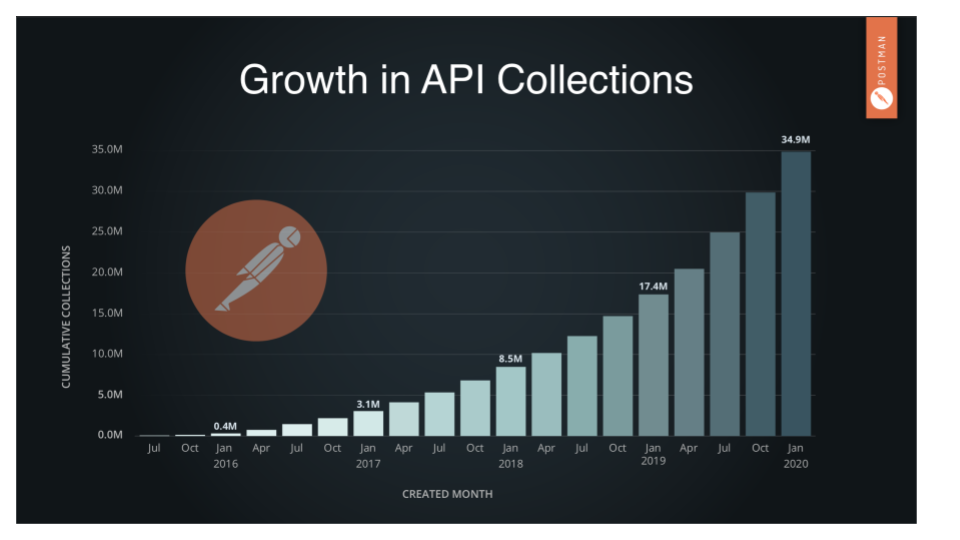 Growth in API Collections
POSTMAN
34.9M
35.0M
30.0M
25.0M
20.0M
17.4M
15.0M
10.0M
8.5M
5.0M
3.1M
0.4M
0.0M
CUMULATIVE COLLECTIONS
Jul Oct Jan Apr Jul Oct Jan Apr Jul Oct Jan Apr Jul Oct Jan Apr Jul Oct Jan
2016 2017 2018 2019 2020
CREATED MONTH